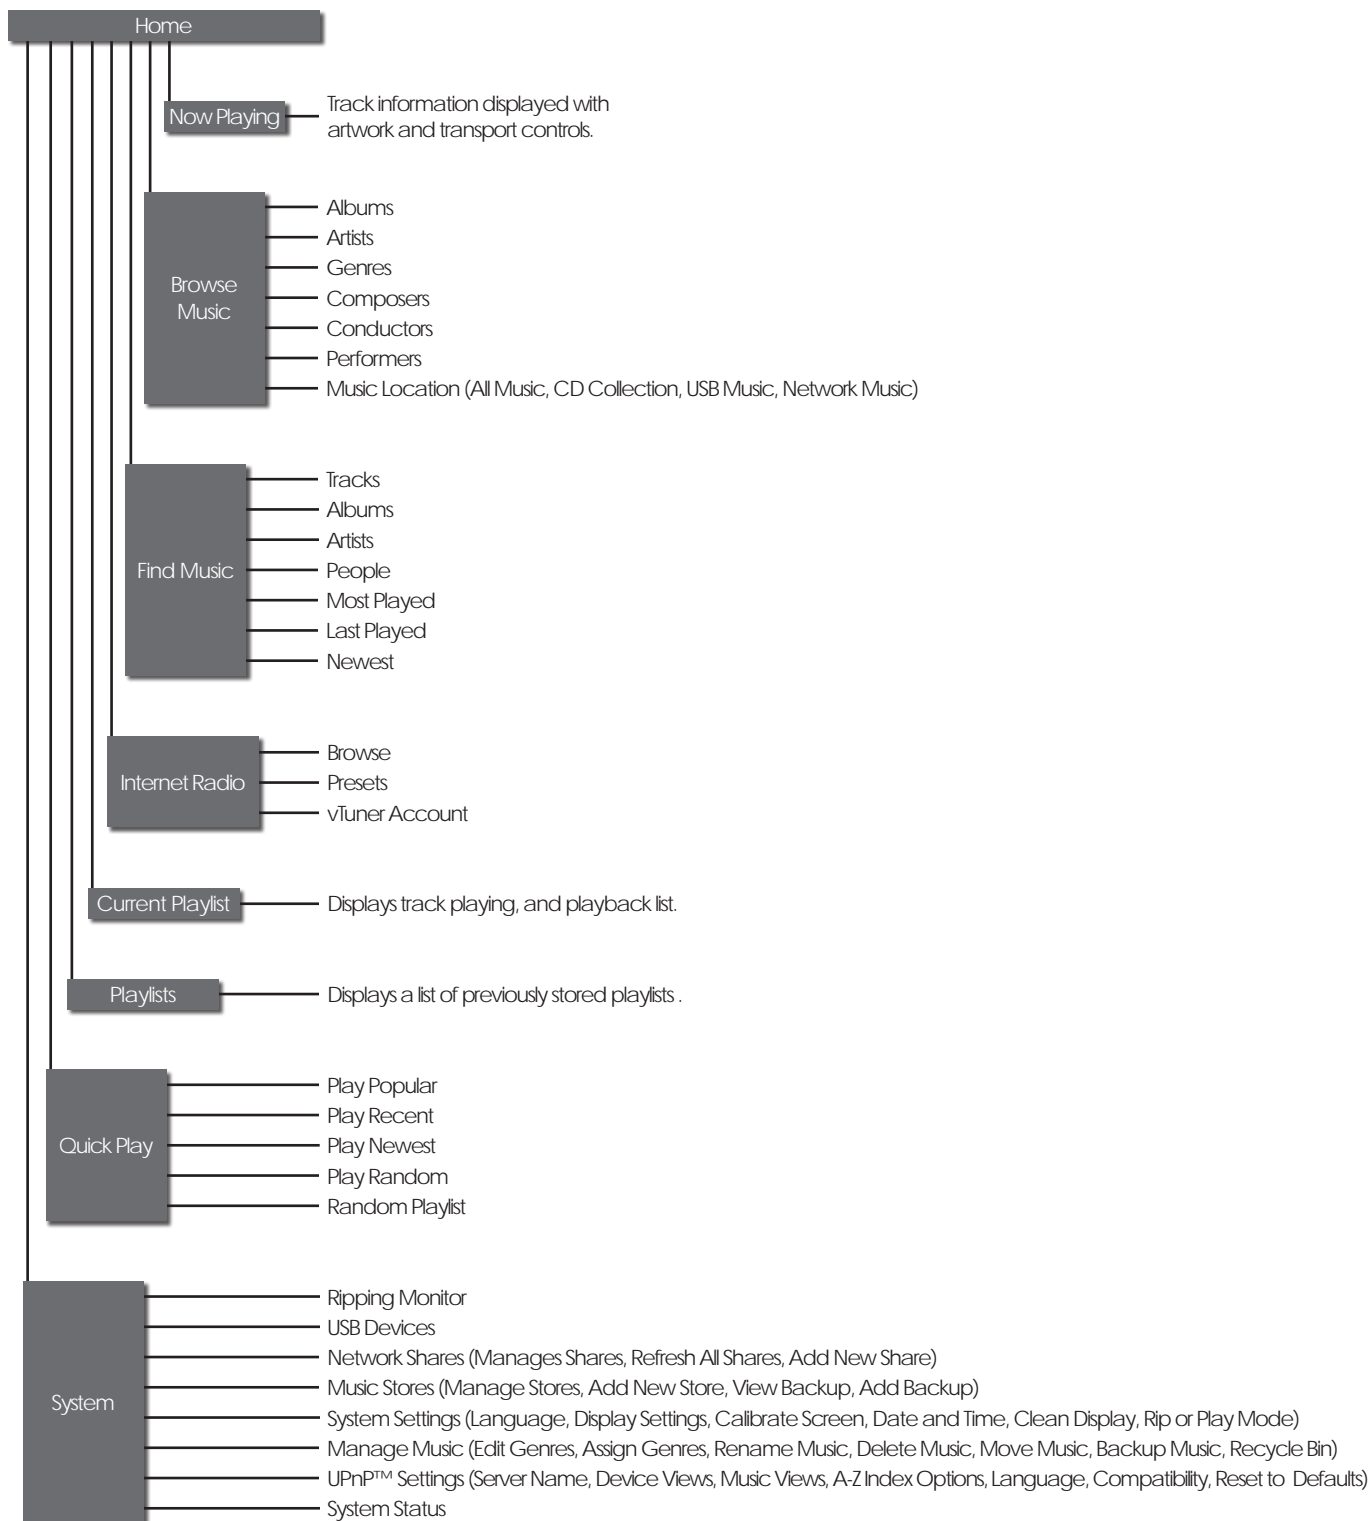 Home
Now Playing
Track information displayed with
artwork and transport controls.
Browse
Music
Albums
Artists
Genres
Composers
Conductors
Performers
Music Location (All Music, CD Collection, USB Music, Network Music)
Find Music
Tracks
Albums
Artists
People
Most Played
Last Played
Newest
Internet Radio
Browse
Presets
vTuner Account
Current Playlist
Displays track playing, and playback list.
Playlists
Displays a list of previously stored playlists .
Quick Play
Play Popular
Play Recent
Play Newest
Play Random
Random Playlist
System
Ripping Monitor
USB Devices
Network Shares (Manages Shares, Refresh All Shares, Add New Share)
Music Stores (Manage Stores, Add New Store, View Backup, Add Backup)
System Settings (Language, Display Settings, Calibrate Screen, Date and Time, Clean Display, Rip or Play Mode)
Manage Music (Edit Genres, Assign Genres, Rename Music, Delete Music, Move Music, Backup Music, Recycle Bin)
UPnP™ Settings (Server Name, Device Views, Music Views, A-Z Index Options, Language, Compatibility, Reset to Defaults)
System Status